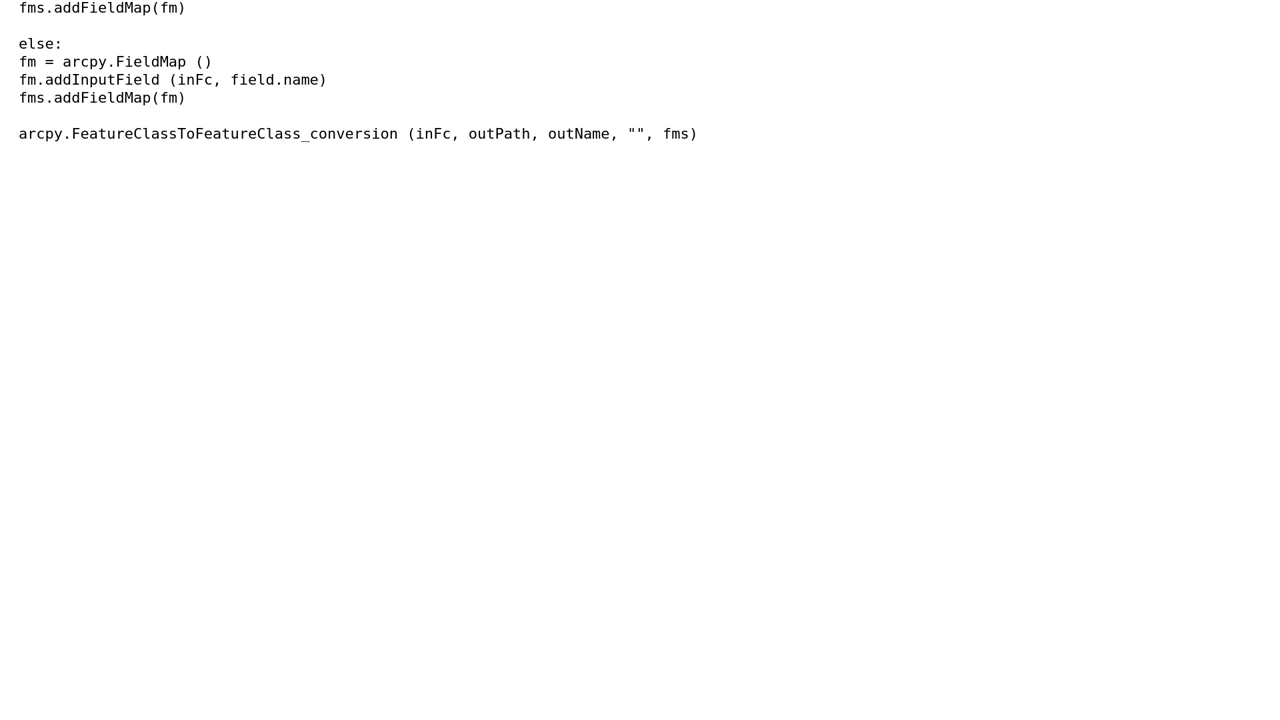 fms.addFieldMap(fm)
else:
fm = arcpy.FieldMap ()
fm.addInputField (inFc, field.name)
fms.addFieldMap(fm)
arcpy.FeatureClassToFeatureClass_conversion (inFc, outPath, outName, "", fms)